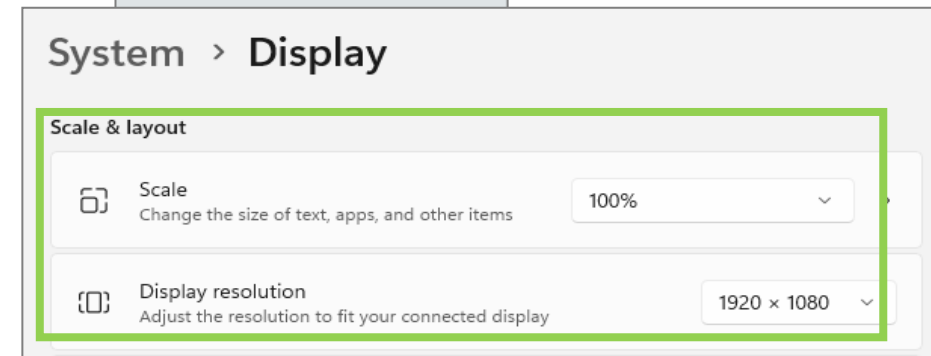 System > Display
Scale & layout
Scale
Change the size of text, apps, and other items
100%
Display resolution
Adjust the resolution to fit your connected display
1920 × 1080